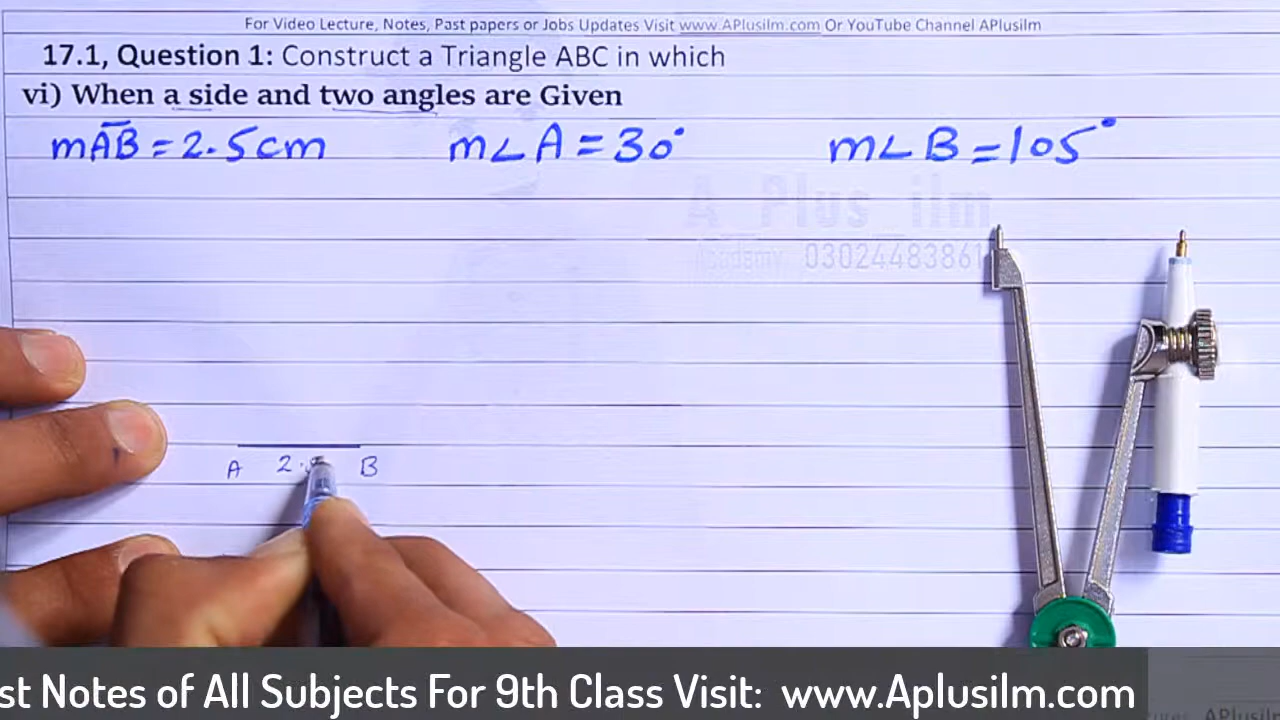 For Video Lecture, Notes, Past papers or Jobs Updates Visit www.APlusilm.com Or YouTube Channel APlusilm
17.1, Question 1: Construct a Triangle ABC in which
vi) When a side and two angles are Given
mAB = 2.5cm m∠A = 30° m∠B = 105°
A_Plus_ilm
Academy. 03024483861
A 2. B
st Notes of All Subjects For 9th Class Visit: www.Aplusilm.com